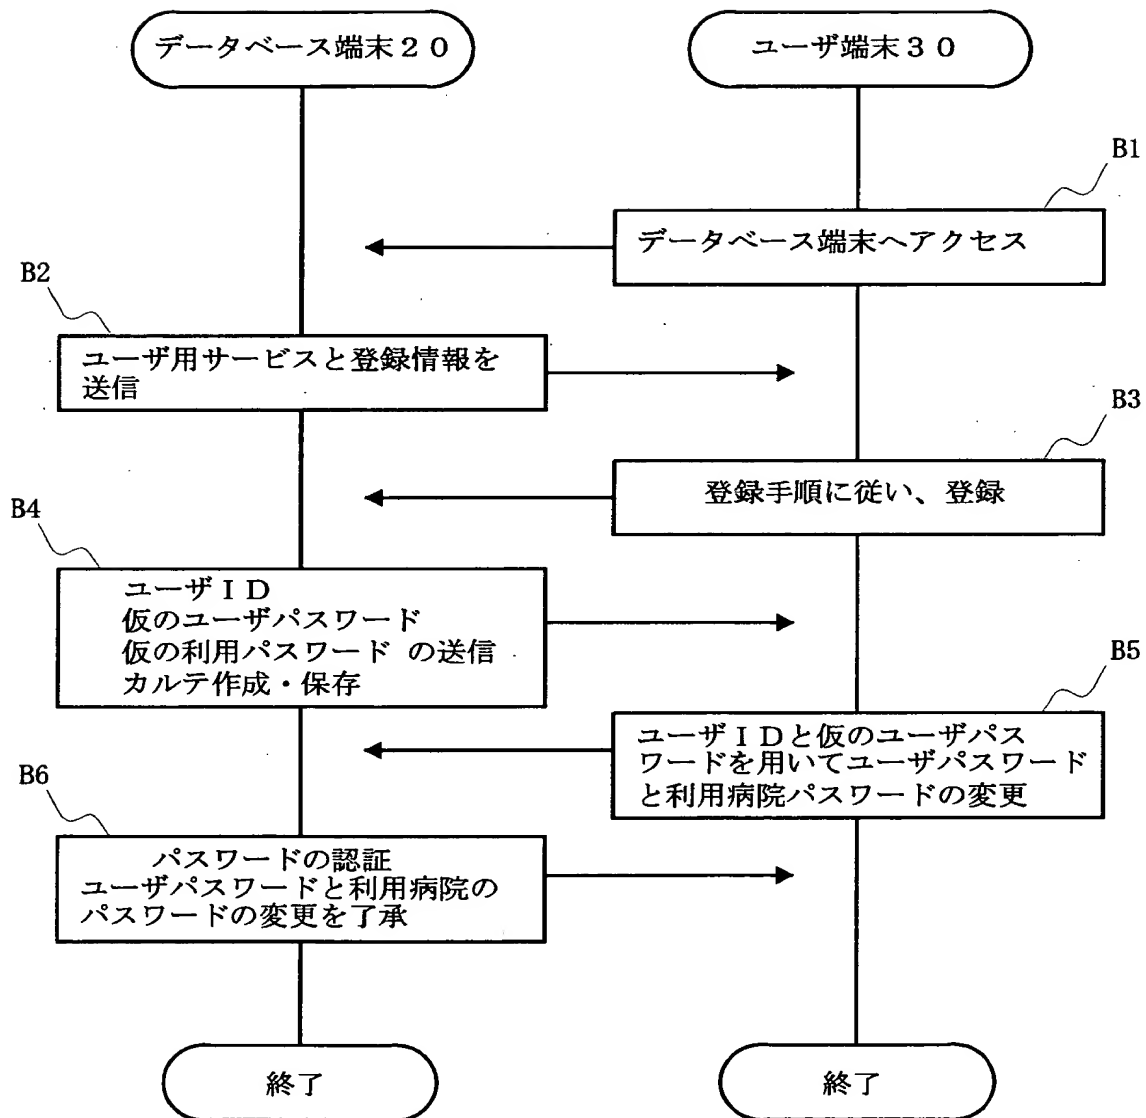 データベース端末２０
ユーザ端末３０
B1
データベース端末へアクセス
B2
ユーザ用サービスと登録情報を
送信
B3
登録手順に従い、登録
B4
ユーザＩＤ
仮のユーザパスワード
仮の利用パスワード の送信
カルテ作成・保存
B5
ユーザＩＤと仮のユーザパス
ワードを用いてユーザパスワード
と利用病院パスワードの変更
B6
パスワードの認証
ユーザパスワードと利用病院の
パスワードの変更を了承
終了
終了